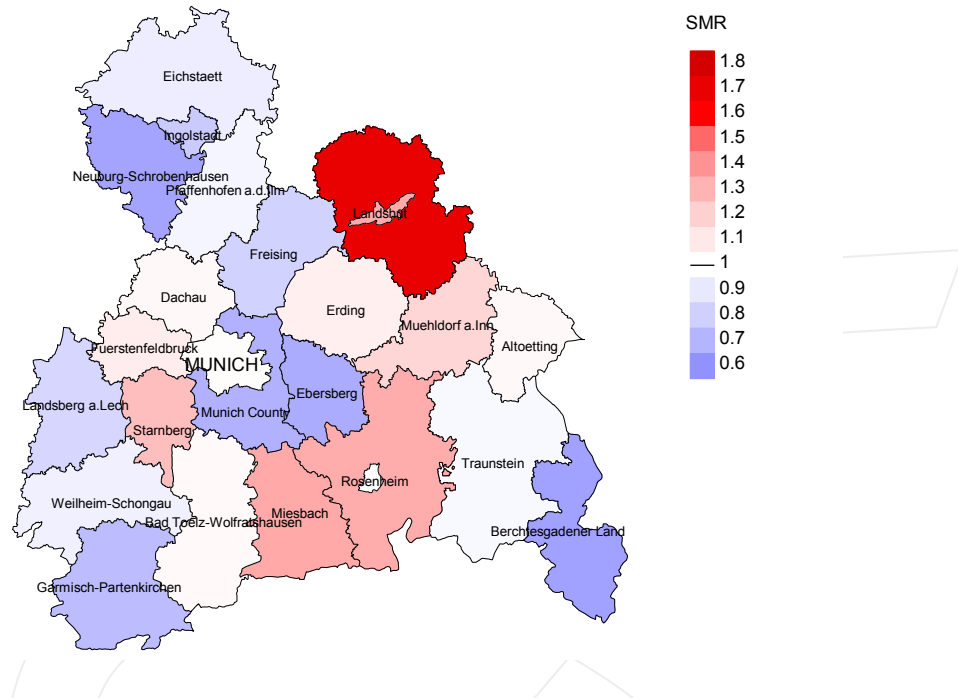 SMR
1.8
1.7
1.6
1.5
1.4
1.3
1.2
1.1
1
0.9
0.8
0.7
0.6
Eichstaett
Ingolstadt
Neuburg-Schrobenhausen
Pfaffenhofen a.d.Ilm
Landshut
Freising
Dachau
Erding
Muehldorf a.Inn
Altoetting
Fuerstenfeldbruck
MUNICH
Ebersberg
Landsberg a.Lech
Munich County
Starnberg
Traunstein
Rosenheim
Weilheim-Schongau
Miesbach
Bad Toelz-Wolfratshausen
Berchtesgadener Land
Garmisch-Partenkirchen